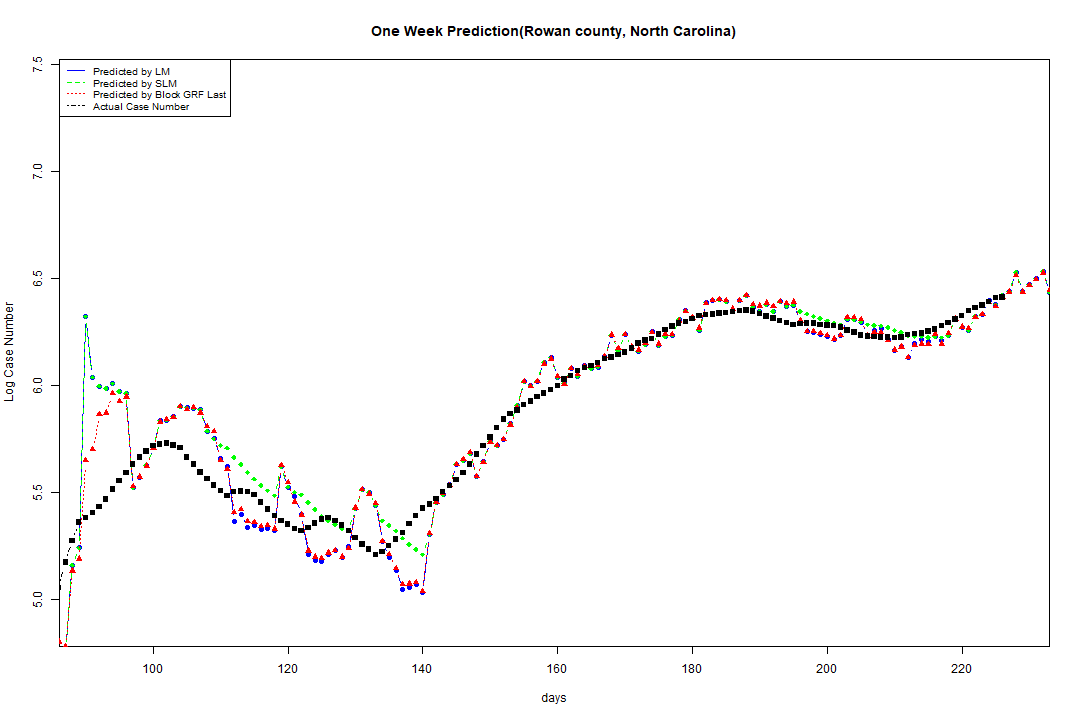 One Week Prediction(Rowan county, North Carolina)
Predicted by LM
Predicted by SLM
Predicted by Block GRF Last
Actual Case Number
7.5
7.0
6.5
6.0
5.5
5.0
Log Case Number
100 120 140 160 180 200 220
days